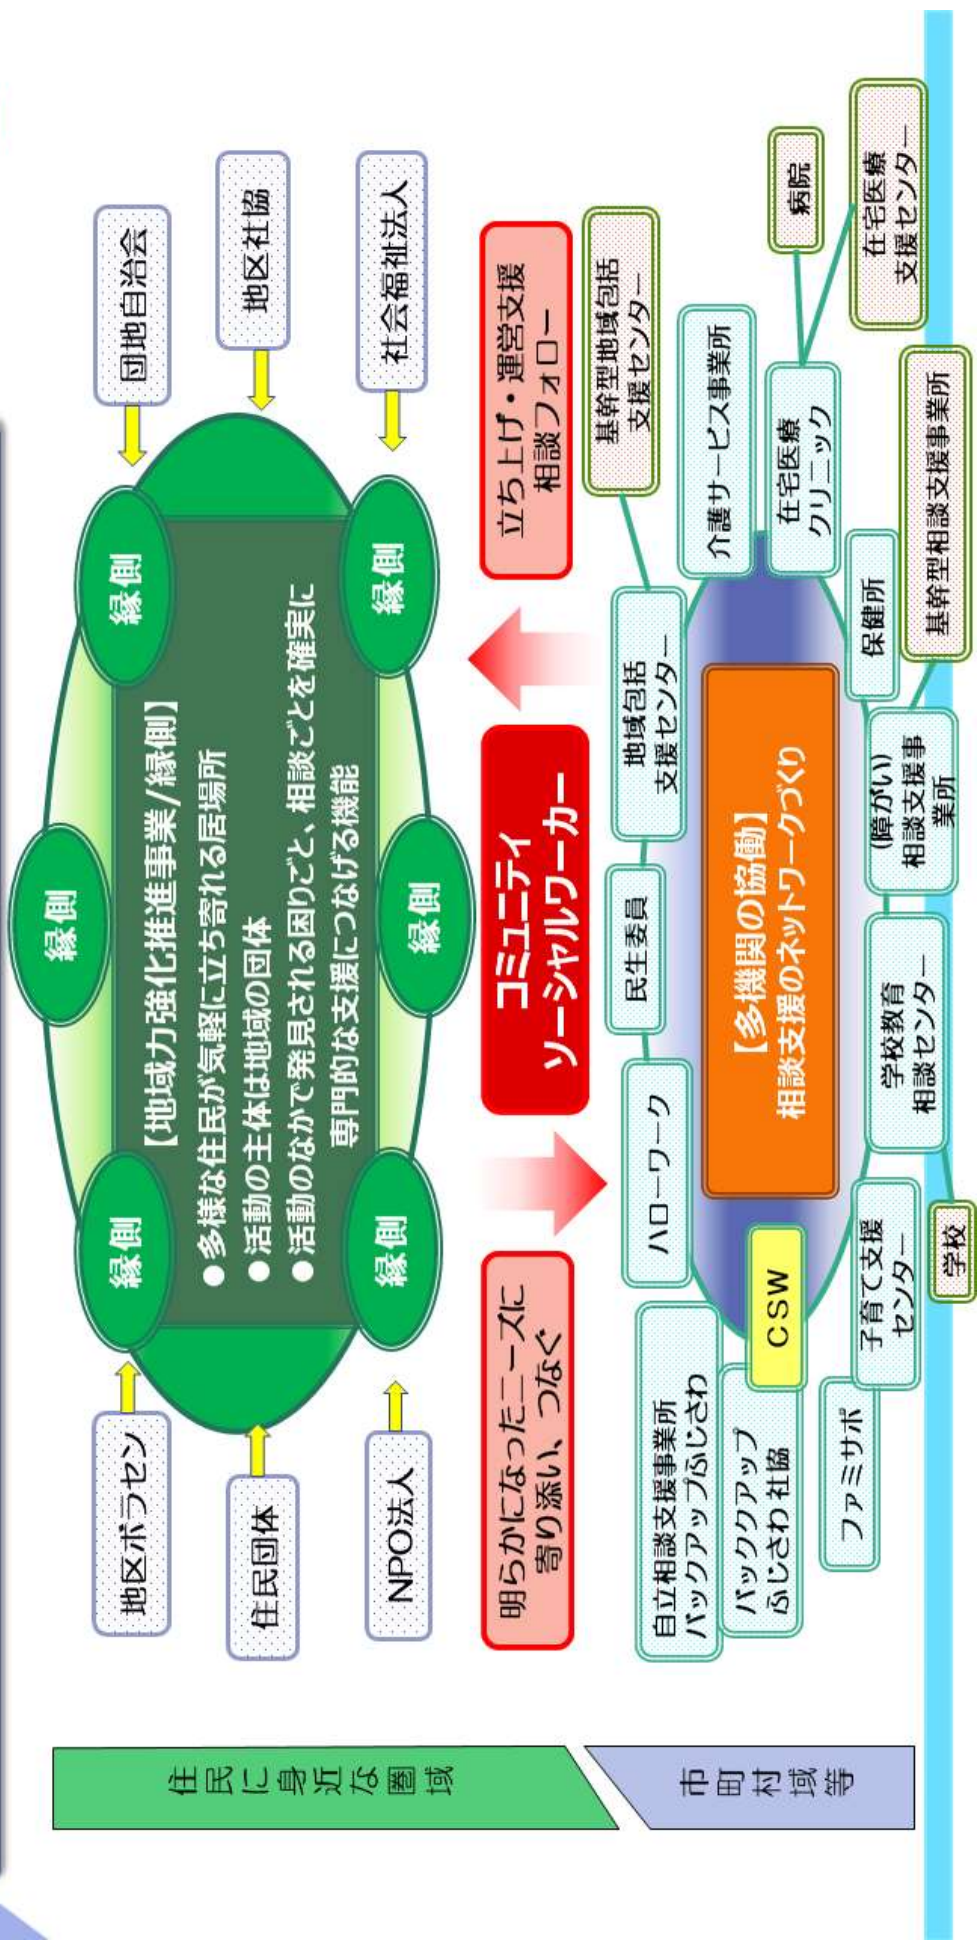 住民に身近な圏域
市町村域等
地区ボラセン
住民団体
NPO法人
団地自治会
地区社協
社会福祉法人
縁側
縁側
縁側
縁側
縁側
縁側
【地域力強化推進事業/縁側】
●多様な住民が気軽に立ち寄れる居場所
●活動の主体は地域の団体
●活動のなかで発見される困りごと、相談ごとを確実に
専門的な支援につなげる機能
明らかになったニーズに
寄り添い、つなぐ
コミュニティ
ソーシャルワーカー
立ち上げ・運営支援
相談フォロー
自立相談支援事業所
バックアップふじさわ
バックアップ
ふじさわ社協
CSW
ハローワーク
民生委員
地域包括
支援センター
基幹型地域包括
支援センター
介護サービス事業所
【多機関の協働】
相談支援のネットワークづくり
在宅医療
クリニック
病院
在宅医療
支援センター
ファミサポ
子育て支援
センター
学校教育
相談センター
学校
(障がい)
相談支援事
業所
保健所
基幹型相談支援事業所